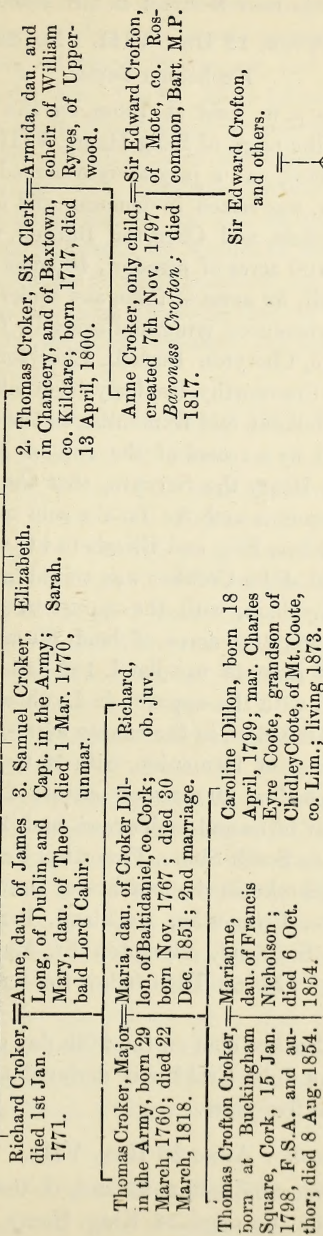 Richard Croker,
died 1st Jan.
1771.
Anne, dau. of James
Long, of Dublin, and
Mary, dau. of Theo-
bald Lord Cahir.
3. Samuel Croker,
Capt. in the Army;
died 1 Mar. 1770,
unmar.
Elizabeth.
Sarah.
2. Thomas Croker, Six Clerk
in Chancery, and of Baxtown,
co. Kildare; born 1717, died
13 April, 1800.
Armida, dau. and
coheir of William
Ryves, of Upper-
wood.
Thomas Croker, Major
in the Army, born 29
March, 1760; died 22
March, 1818.
Maria, dau. of Croker Dil-
lon, of Baltidaniel, co. Cork;
born Nov. 1767; died 30
Dec. 1851; 2nd marriage.
Richard,
ob. juv.
Anne Croker, only child,
created 7th Nov. 1797,
Baroness Crofton; died
1817.
Sir Edward Crofton,
of Mote, co. Ros-
common, Bart. M.P.
Thomas Crofton Croker,
born at Buckingham
Square, Cork, 15 Jan.
1798, F.S.A. and au-
thor; died 8 Aug. 1854.
Marianne,
dau. of Francis
Nicholson;
died 6 Oct.
1854.
Caroline Dillon, born 18
April, 1799; mar. Charles
Eyre Coote, grandson of
Chidley Coote, of Mt. Coote,
co. Lim.; living 1873.
Sir Edward Crofton,
and others.